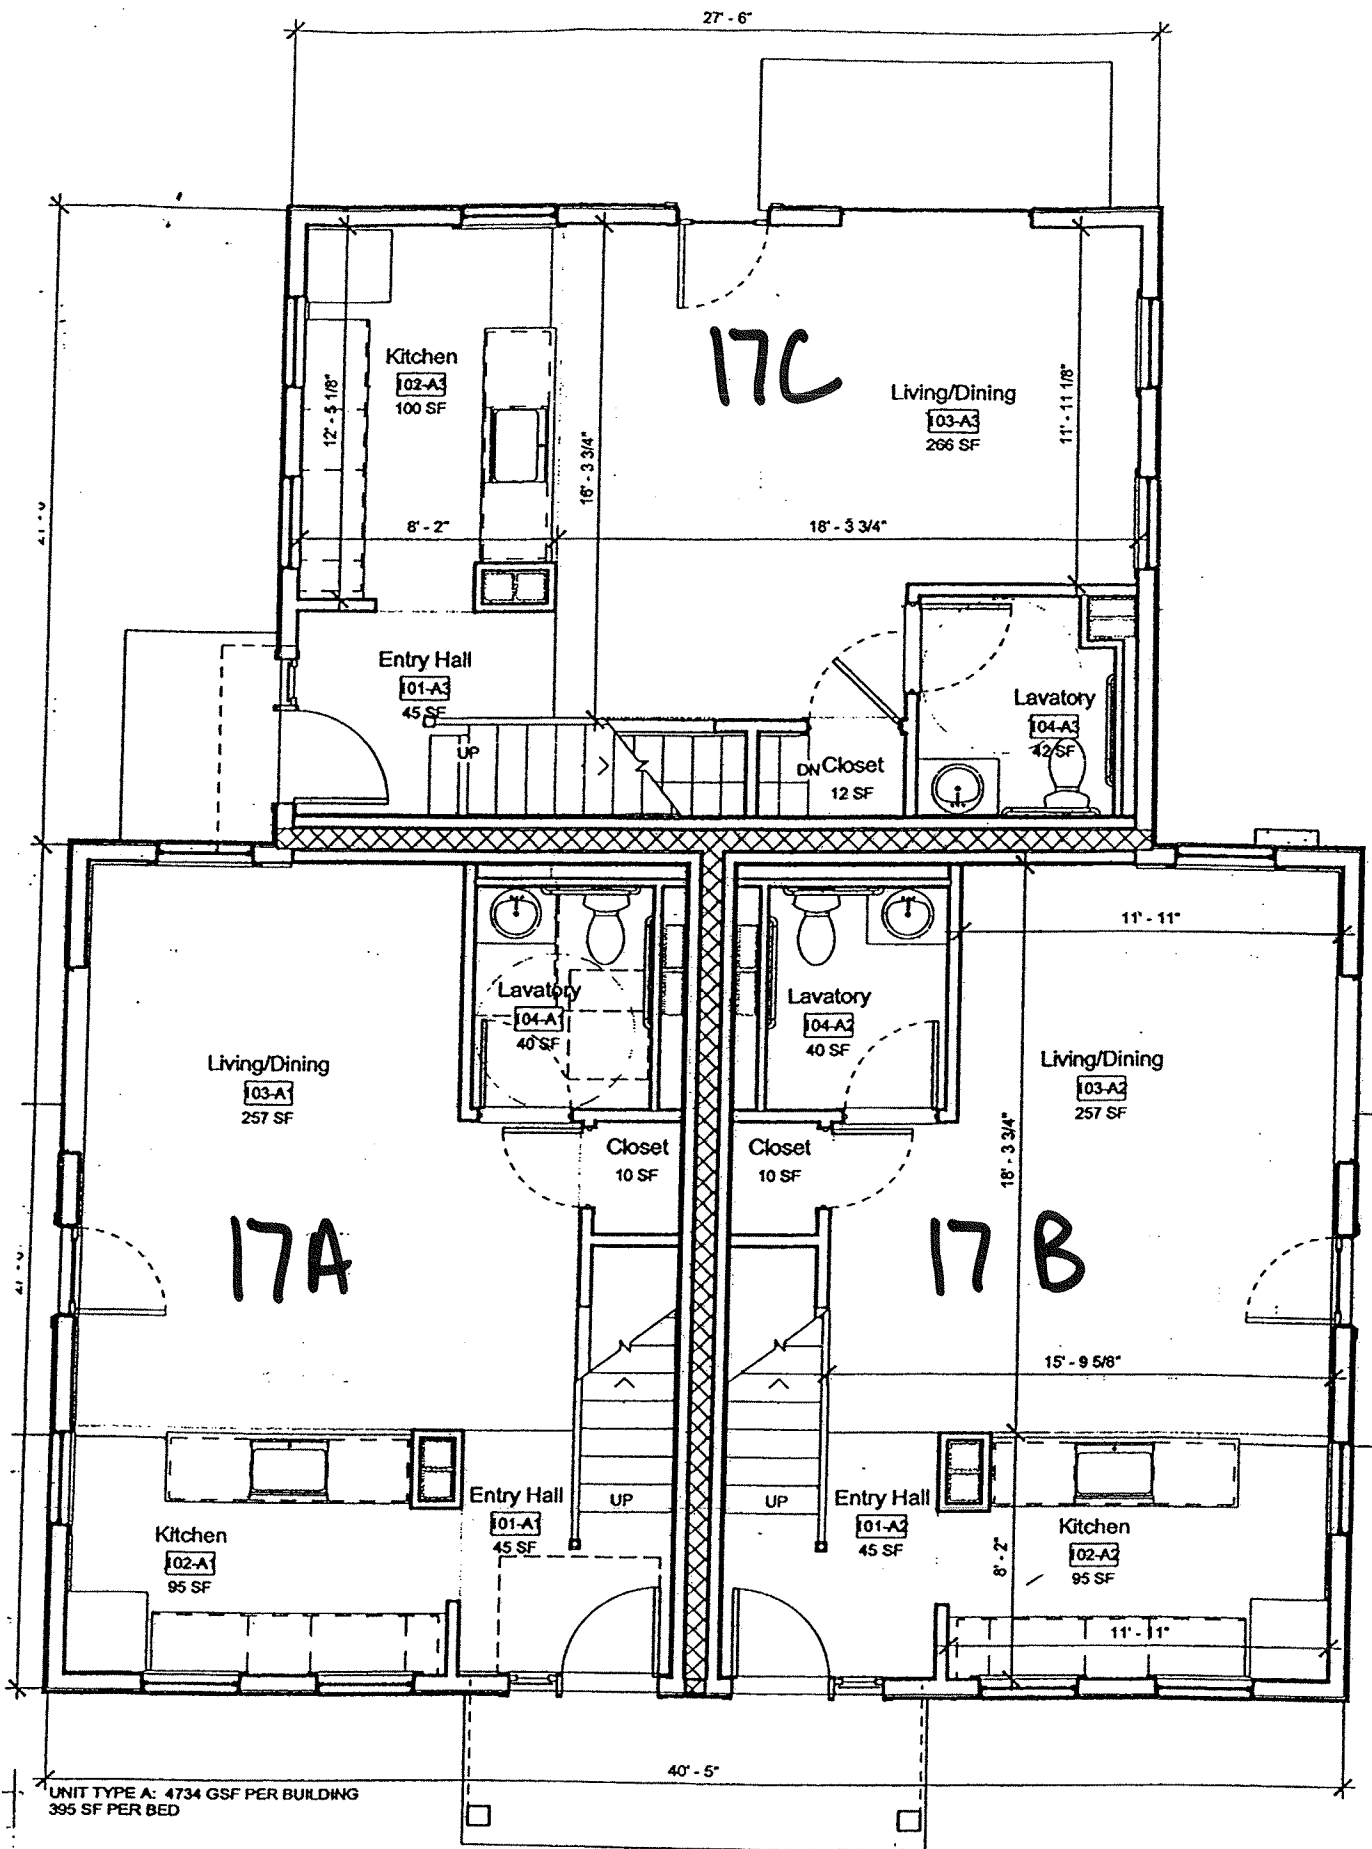 27' - 6"
17C
Kitchen
102-A3
100 SF
12' - 5 1/8"
16' - 3 3/4"
Living/Dining
103-A3
266 SF
11' - 11 1/8"
8' - 2"
18' - 3 3/4"
Entry Hall
101-A3
45 SF
UP
DN
Closet
12 SF
Lavatory
104-A3
42 SF
Lavatory
104-A1
40 SF
Lavatory
104-A2
40 SF
11' - 11"
Living/Dining
103-A1
257 SF
Living/Dining
103-A2
257 SF
Closet
10 SF
Closet
10 SF
18' - 3 3/4"
17A
17B
15' - 9 5/8"
Entry Hall
101-A1
45 SF
UP
UP
Entry Hall
101-A2
45 SF
Kitchen
102-A1
95 SF
8' - 2"
Kitchen
102-A2
95 SF
11' - 11"
40' - 5"
UNIT TYPE A: 4734 GSF PER BUILDING
395 SF PER BED